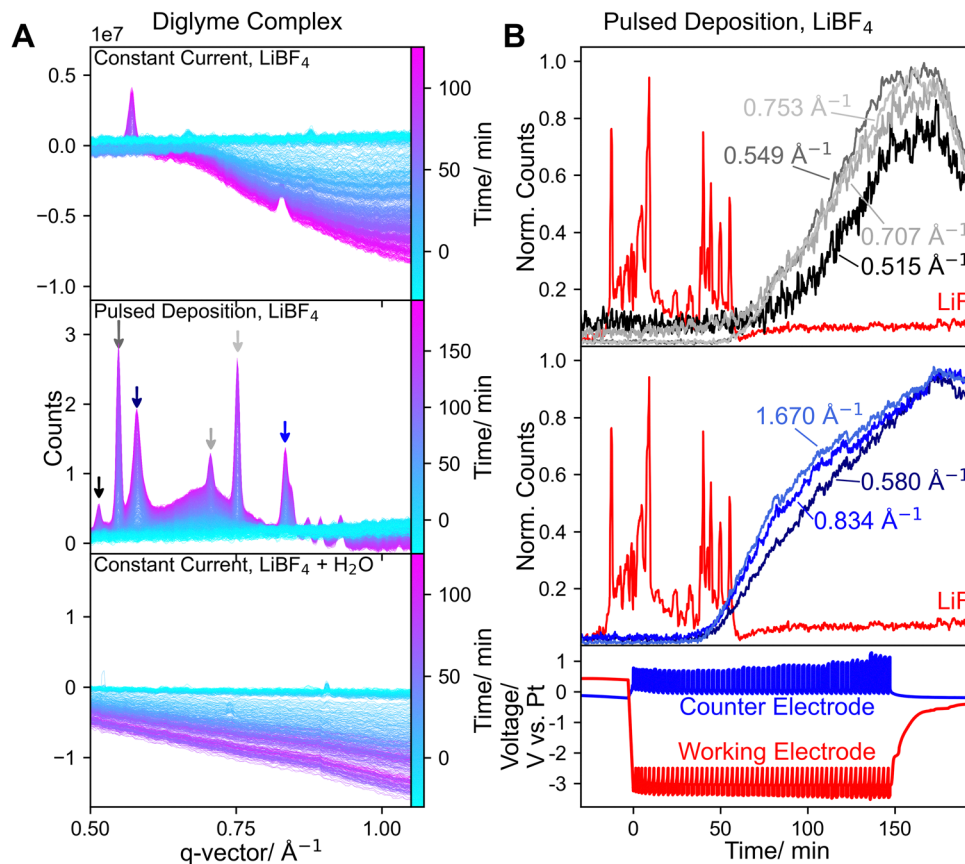 A
Diglyme Complex
1e7
Constant Current, LiBF₄
0.5
0.0
−0.5
−1.0
100
50
0
Time/ min
Pulsed Deposition, LiBF₄
3
2
1
0
Counts
150
100
50
0
Time/ min
Constant Current, LiBF₄ + H₂O
0
−1
100
50
0
Time/ min
0.50
0.75
1.00
q-vector/ Å⁻¹
B
Pulsed Deposition, LiBF₄
1.0
0.8
0.6
0.4
0.2
Norm. Counts
0.753 Å⁻¹
0.549 Å⁻¹
0.707 Å⁻¹
0.515 Å⁻¹
LiF
1.0
0.8
0.6
0.4
0.2
Norm. Counts
1.670 Å⁻¹
0.580 Å⁻¹
0.834 Å⁻¹
LiF
1
0
−1
−2
−3
Voltage/
V vs. Pt
Counter Electrode
Working Electrode
0
50
100
150
Time/ min